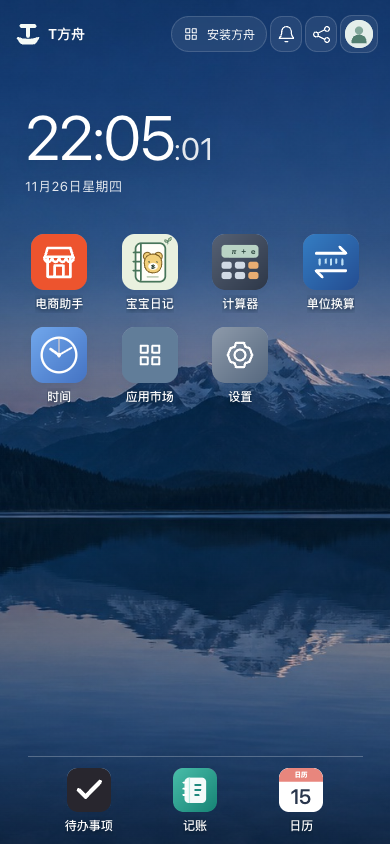 T方舟
安装方舟
22:05:01
11月26日星期四
电商助手
宝宝日记
计算器
单位换算
时间
应用市场
设置
待办事项
记账
日历
15
日历